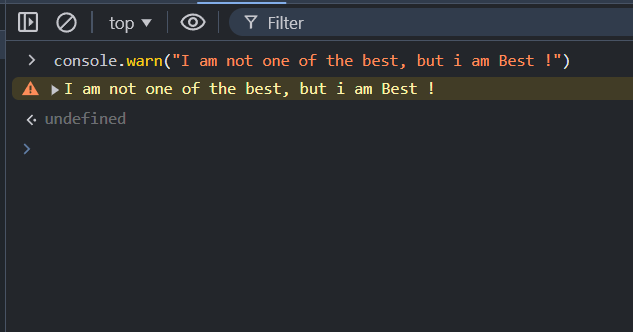 top Filter
console.warn("I am not one of the best, but i am Best !")
I am not one of the best, but i am Best !
undefined